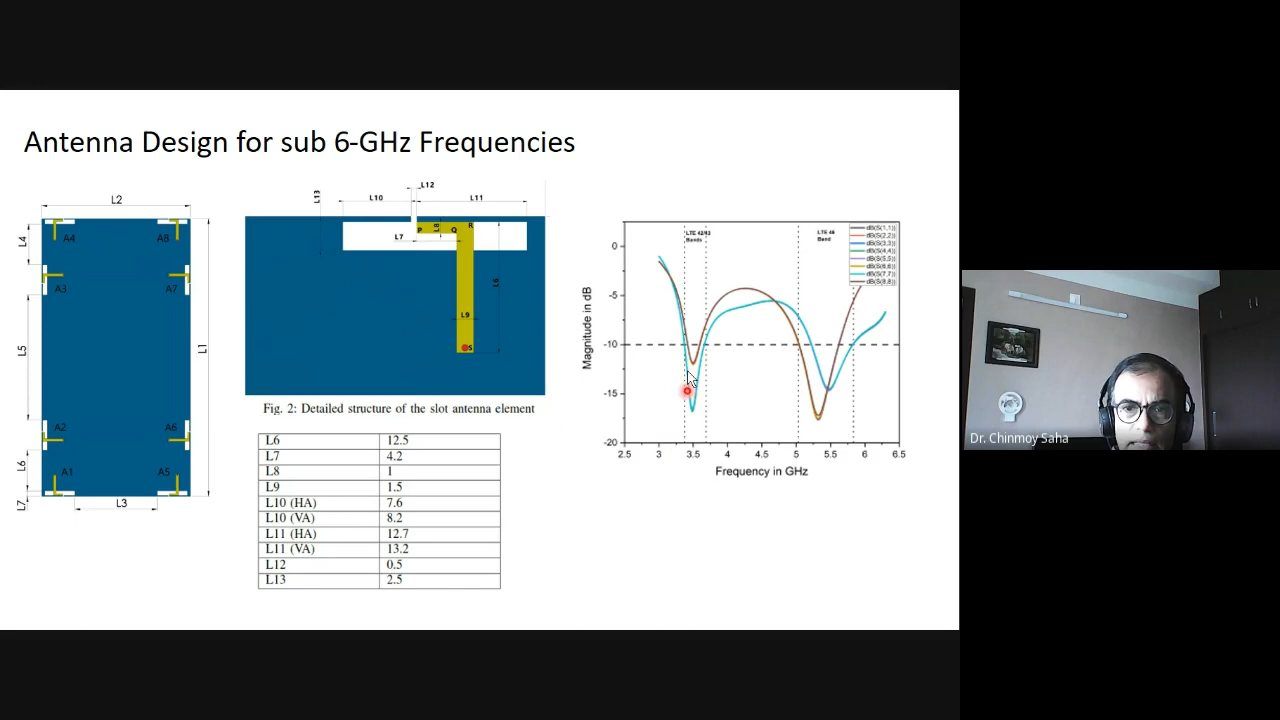 Antenna Design for sub 6-GHz Frequencies
L2
L4
A4
A8
A3
A7
L5
L1
A2
A6
L6
A1
A5
L7
L3
L12
L13
L10
L11
L8
P
Q
R
L7
L6
L9
S
Fig. 2: Detailed structure of the slot antenna element
L6 12.5
L7 4.2
L8 1
L9 1.5
L10 (HA) 7.6
L10 (VA) 8.2
L11 (HA) 12.7
L11 (VA) 13.2
L12 0.5
L13 2.5
LTE 42/43
Bands
LTE 46
Band
dB(S(1,1))
dB(S(2,2))
dB(S(3,3))
dB(S(4,4))
dB(S(5,5))
dB(S(6,6))
dB(S(7,7))
dB(S(8,8))
Magnitude in dB
0
-5
-10
-15
-20
2.5 3 3.5 4 4.5 5 5.5 6 6.5
Frequency in GHz
Dr. Chinmoy Saha